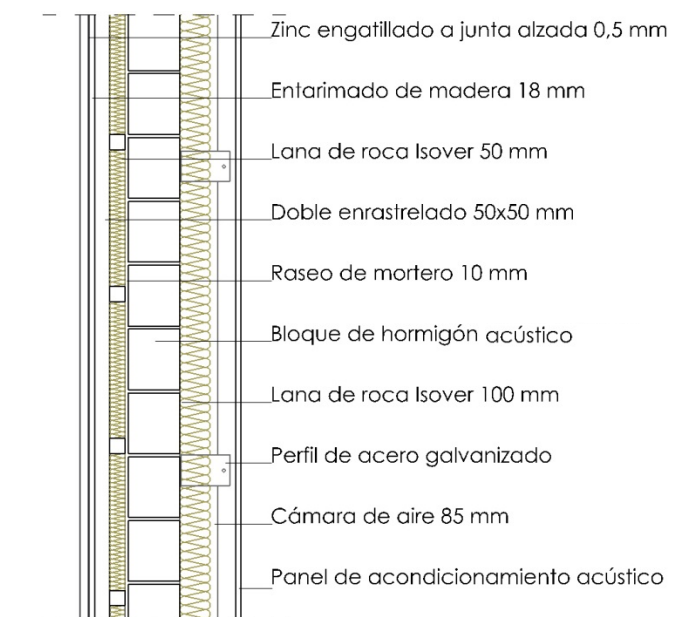 Zinc engatillado a junta alzada 0,5 mm
Entarimado de madera 18 mm
Lana de roca Isover 50 mm
Doble enrastrelado 50x50 mm
Raseo de mortero 10 mm
Bloque de hormigón acústico
Lana de roca Isover 100 mm
Perfil de acero galvanizado
Cámara de aire 85 mm
Panel de acondicionamiento acústico